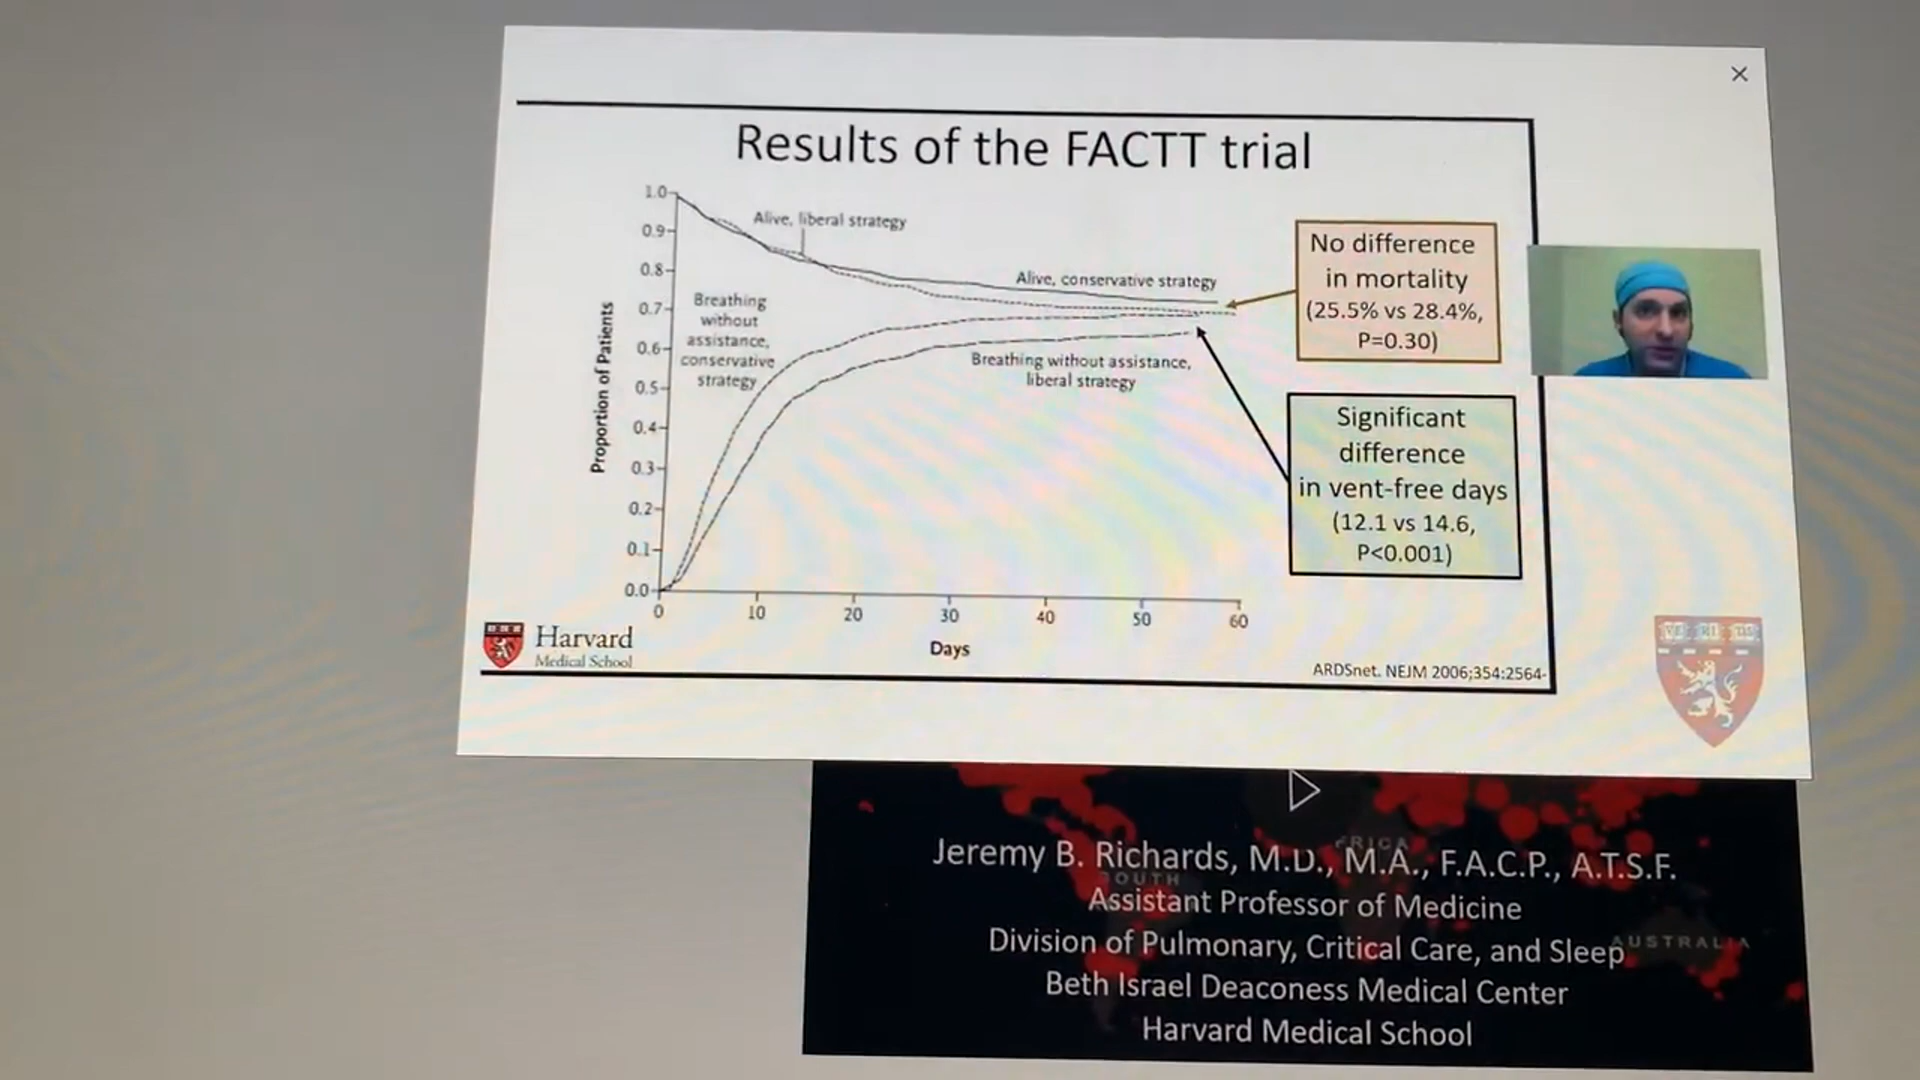 ×
Results of the FACTT trial
1.0
0.9
0.8
0.7
0.6
0.5
0.4
0.3
0.2
0.1
0.0
Proportion of Patients
Alive, liberal strategy
Alive, conservative strategy
Breathing
without
assistance,
conservative
strategy
Breathing without assistance,
liberal strategy
0 10 20 30 40 50 60
Days
No difference
in mortality
(25.5% vs 28.4%,
P=0.30)
Significant
difference
in vent-free days
(12.1 vs 14.6,
P<0.001)
Harvard
Medical School
ARDSnet. NEJM 2006;354:2564-
VE RI TAS
Jeremy B. Richards, M.D., M.A., F.A.C.P., A.T.S.F.
Assistant Professor of Medicine
Division of Pulmonary, Critical Care, and Sleep
Beth Israel Deaconess Medical Center
Harvard Medical School
SOUTH
AUSTRALIA